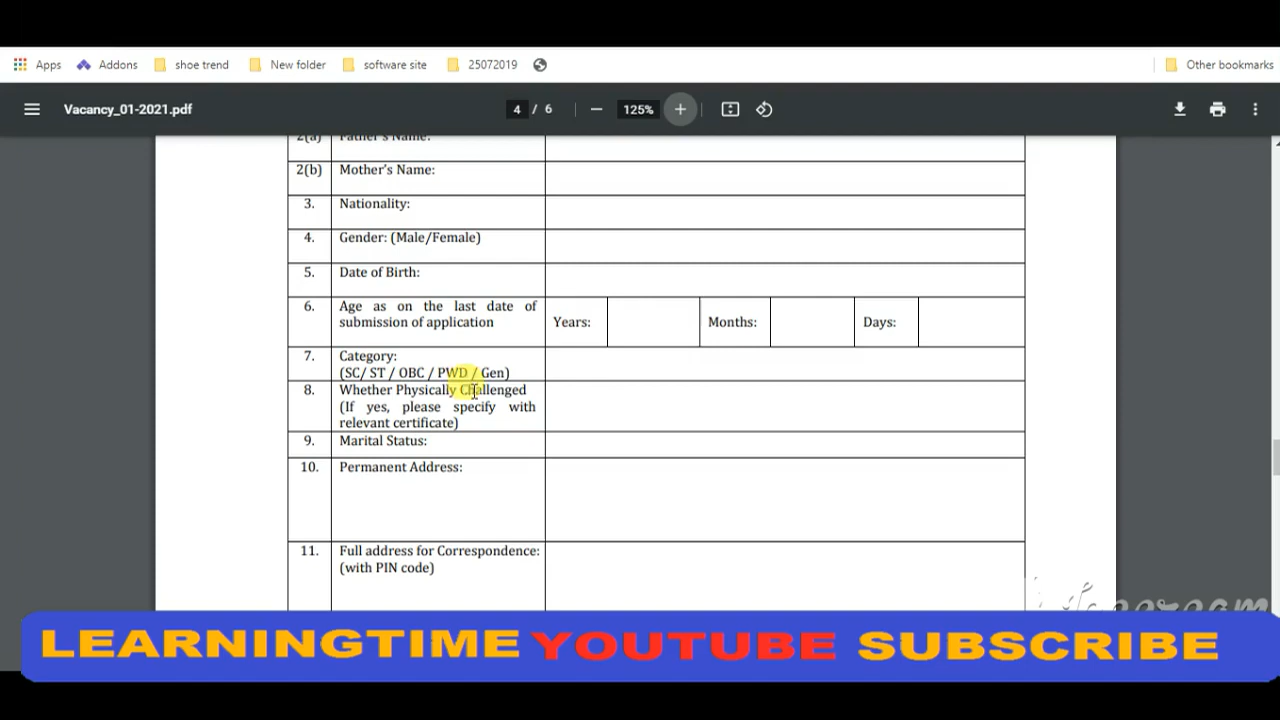 Apps
Addons
shoe trend
New folder
software site
25072019
Other bookmarks
Vacancy_01-2021.pdf
4 / 6
125%
2(a) Father's Name:
2(b) Mother's Name:
3. Nationality:
4. Gender: (Male/Female)
5. Date of Birth:
6. Age as on the last date of
submission of application
Years: Months: Days:
7. Category:
(SC/ ST / OBC / PWD / Gen)
8. Whether Physically Challenged
(If yes, please specify with
relevant certificate)
9. Marital Status:
10. Permanent Address:
11. Full address for Correspondence:
(with PIN code)
LEARNINGTIME YOUTUBE SUBSCRIBE